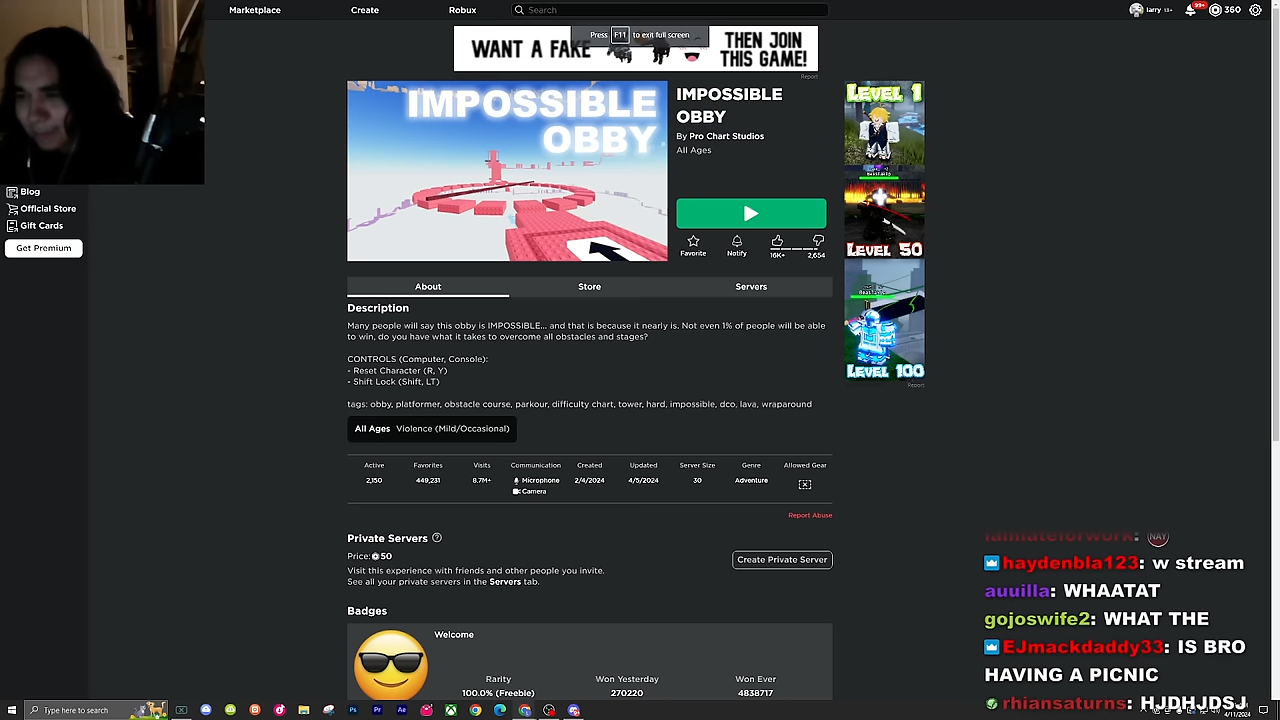 Marketplace
Create
Robux
Search
larry 13+
99+
360
WANT A FAKE
THEN JOIN
THIS GAME!
Press F11 to exit full screen
Report
IMPOSSIBLE
OBBY
IMPOSSIBLE
OBBY
By Pro Chart Studios
All Ages
Favorite
Notify
16K+
2,654
LEVEL 1
LEVEL 50
LEVEL 100
Report
Blog
Official Store
Gift Cards
Get Premium
About
Store
Servers
Description
Many people will say this obby is IMPOSSIBLE... and that is because it nearly is. Not even 1% of people will be able
to win, do you have what it takes to overcome all obstacles and stages?
CONTROLS (Computer, Console):
- Reset Character (R, Y)
- Shift Lock (Shift, LT)
tags: obby, platformer, obstacle course, parkour, difficulty chart, tower, hard, impossible, dco, lava, wraparound
All Ages Violence (Mild/Occasional)
Active Favorites Visits Communication Created Updated Server Size Genre Allowed Gear
2,150 449,231 8.7M+ Microphone 2/4/2024 4/5/2024 30 Adventure
Camera
Report Abuse
Private Servers
Price: 50
Create Private Server
Visit this experience with friends and other people you invite.
See all your private servers in the Servers tab.
Badges
Welcome
Rarity Won Yesterday Won Ever
100.0% (Freebie) 270220 4838717
iamlateforwork: NAY
haydenbla123: w stream
auuilla: WHAATAT
gojoswife2: WHAT THE
EJmackdaddy33: IS BRO
HAVING A PICNIC
rhiansaturns: HJDHJDSJ
Type here to search
4/11/2024